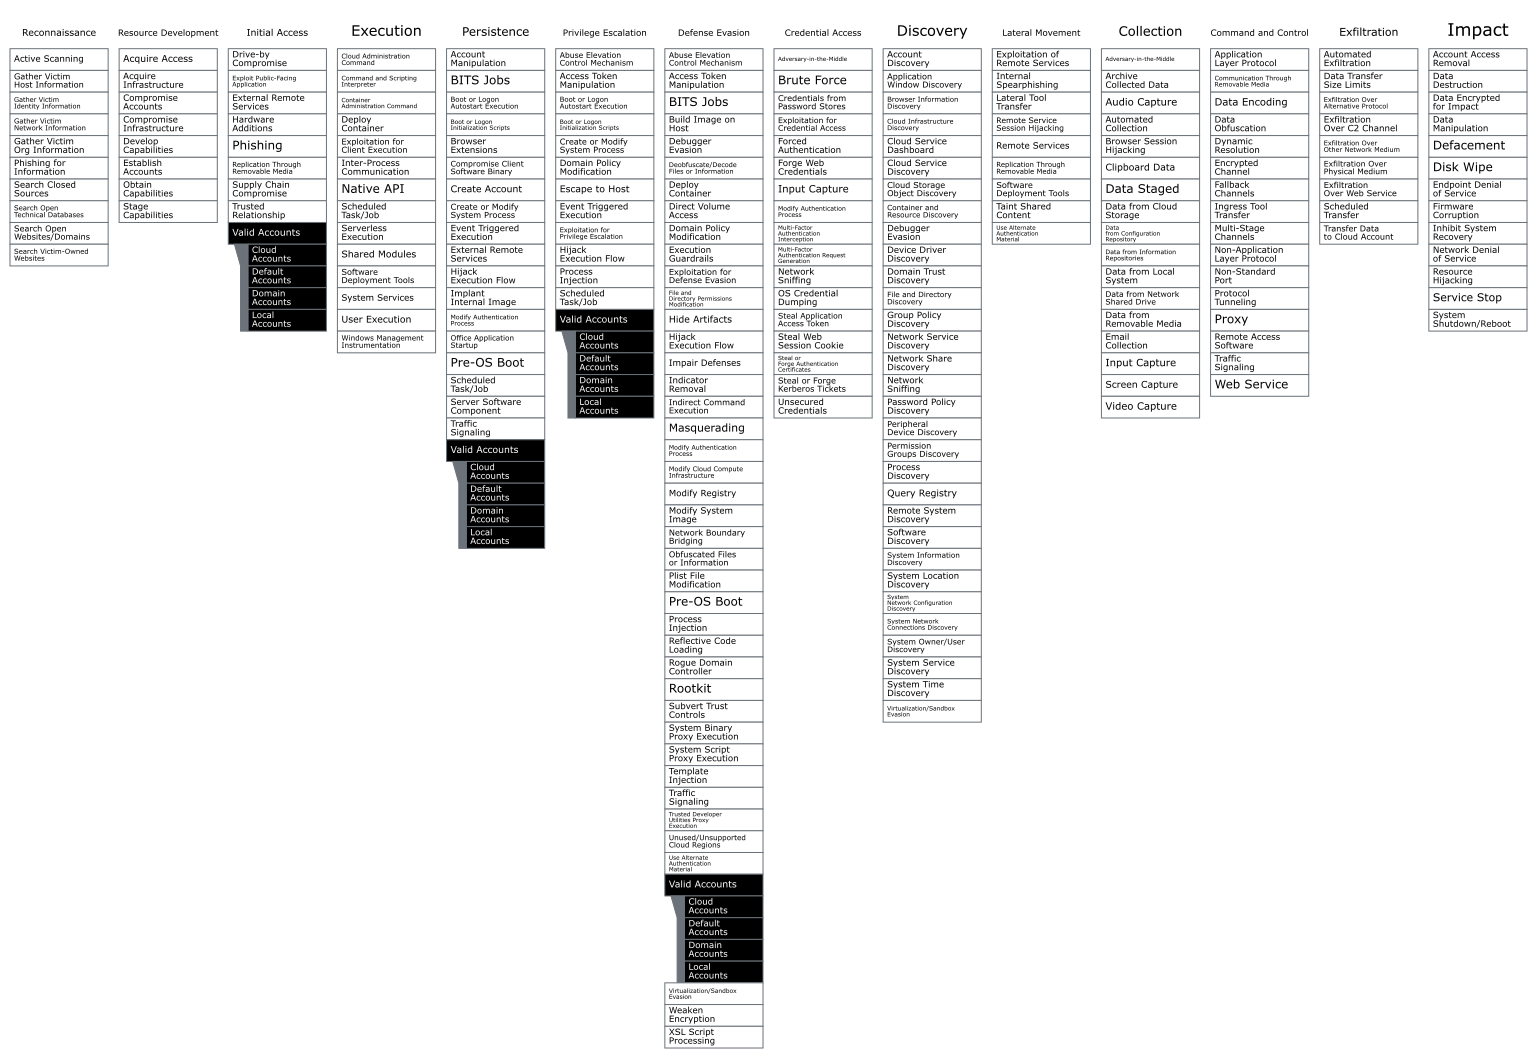 Reconnaissance
Active Scanning
Gather Victim
Host Information
Gather Victim
Identity Information
Gather Victim
Network Information
Gather Victim
Org Information
Phishing for
Information
Search Closed
Sources
Search Open
Technical Databases
Search Open
Websites/Domains
Search Victim-Owned
Websites
Resource Development
Acquire Access
Acquire
Infrastructure
Compromise
Accounts
Compromise
Infrastructure
Develop
Capabilities
Establish
Accounts
Obtain
Capabilities
Stage
Capabilities
Initial Access
Drive-by
Compromise
Exploit Public-Facing
Application
External Remote
Services
Hardware
Additions
Phishing
Replication Through
Removable Media
Supply Chain
Compromise
Trusted
Relationship
Valid Accounts
Cloud
Accounts
Default
Accounts
Domain
Accounts
Local
Accounts
Execution
Cloud Administration
Command
Command and Scripting
Interpreter
Container
Administration Command
Deploy
Container
Exploitation for
Client Execution
Inter-Process
Communication
Native API
Scheduled
Task/Job
Serverless
Execution
Shared Modules
Software
Deployment Tools
System Services
User Execution
Windows Management
Instrumentation
Persistence
Account
Manipulation
BITS Jobs
Boot or Logon
Autostart Execution
Boot or Logon
Initialization Scripts
Browser
Extensions
Compromise Client
Software Binary
Create Account
Create or Modify
System Process
Event Triggered
Execution
External Remote
Services
Hijack
Execution Flow
Implant
Internal Image
Modify Authentication
Process
Office Application
Startup
Pre-OS Boot
Scheduled
Task/Job
Server Software
Component
Traffic
Signaling
Valid Accounts
Cloud
Accounts
Default
Accounts
Domain
Accounts
Local
Accounts
Privilege Escalation
Abuse Elevation
Control Mechanism
Access Token
Manipulation
Boot or Logon
Autostart Execution
Boot or Logon
Initialization Scripts
Create or Modify
System Process
Domain Policy
Modification
Escape to Host
Event Triggered
Execution
Exploitation for
Privilege Escalation
Hijack
Execution Flow
Process
Injection
Scheduled
Task/Job
Valid Accounts
Cloud
Accounts
Default
Accounts
Domain
Accounts
Local
Accounts
Defense Evasion
Abuse Elevation
Control Mechanism
Access Token
Manipulation
BITS Jobs
Build Image on
Host
Debugger
Evasion
Deobfuscate/Decode
Files or Information
Deploy
Container
Direct Volume
Access
Domain Policy
Modification
Execution
Guardrails
Exploitation for
Defense Evasion
File and
Directory Permissions
Modification
Hide Artifacts
Hijack
Execution Flow
Impair Defenses
Indicator
Removal
Indirect Command
Execution
Masquerading
Modify Authentication
Process
Modify Cloud Compute
Infrastructure
Modify Registry
Modify System
Image
Network Boundary
Bridging
Obfuscated Files
or Information
Plist File
Modification
Pre-OS Boot
Process
Injection
Reflective Code
Loading
Rogue Domain
Controller
Rootkit
Subvert Trust
Controls
System Binary
Proxy Execution
System Script
Proxy Execution
Template
Injection
Traffic
Signaling
Trusted Developer
Utilities Proxy
Execution
Unused/Unsupported
Cloud Regions
Use Alternate
Authentication
Material
Valid Accounts
Cloud
Accounts
Default
Accounts
Domain
Accounts
Local
Accounts
Virtualization/Sandbox
Evasion
Weaken
Encryption
XSL Script
Processing
Credential Access
Adversary-in-the-Middle
Brute Force
Credentials from
Password Stores
Exploitation for
Credential Access
Forced
Authentication
Forge Web
Credentials
Input Capture
Modify Authentication
Process
Multi-Factor
Authentication
Interception
Multi-Factor
Authentication Request
Generation
Network
Sniffing
OS Credential
Dumping
Steal Application
Access Token
Steal Web
Session Cookie
Steal or
Forge Authentication
Certificates
Steal or Forge
Kerberos Tickets
Unsecured
Credentials
Discovery
Account
Discovery
Application
Window Discovery
Browser Information
Discovery
Cloud Infrastructure
Discovery
Cloud Service
Dashboard
Cloud Service
Discovery
Cloud Storage
Object Discovery
Container and
Resource Discovery
Debugger
Evasion
Device Driver
Discovery
Domain Trust
Discovery
File and Directory
Discovery
Group Policy
Discovery
Network Service
Discovery
Network Share
Discovery
Network
Sniffing
Password Policy
Discovery
Peripheral
Device Discovery
Permission
Groups Discovery
Process
Discovery
Query Registry
Remote System
Discovery
Software
Discovery
System Information
Discovery
System Location
Discovery
System
Network Configuration
Discovery
System Network
Connections Discovery
System Owner/User
Discovery
System Service
Discovery
System Time
Discovery
Virtualization/Sandbox
Evasion
Lateral Movement
Exploitation of
Remote Services
Internal
Spearphishing
Lateral Tool
Transfer
Remote Service
Session Hijacking
Remote Services
Replication Through
Removable Media
Software
Deployment Tools
Taint Shared
Content
Use Alternate
Authentication
Material
Collection
Adversary-in-the-Middle
Archive
Collected Data
Audio Capture
Automated
Collection
Browser Session
Hijacking
Clipboard Data
Data Staged
Data from Cloud
Storage
Data
from Configuration
Repository
Data from Information
Repositories
Data from Local
System
Data from Network
Shared Drive
Data from
Removable Media
Email
Collection
Input Capture
Screen Capture
Video Capture
Command and Control
Application
Layer Protocol
Communication Through
Removable Media
Data Encoding
Data
Obfuscation
Dynamic
Resolution
Encrypted
Channel
Fallback
Channels
Ingress Tool
Transfer
Multi-Stage
Channels
Non-Application
Layer Protocol
Non-Standard
Port
Protocol
Tunneling
Proxy
Remote Access
Software
Traffic
Signaling
Web Service
Exfiltration
Automated
Exfiltration
Data Transfer
Size Limits
Exfiltration Over
Alternative Protocol
Exfiltration
Over C2 Channel
Exfiltration Over
Other Network Medium
Exfiltration Over
Physical Medium
Exfiltration
Over Web Service
Scheduled
Transfer
Transfer Data
to Cloud Account
Impact
Account Access
Removal
Data
Destruction
Data Encrypted
for Impact
Data
Manipulation
Defacement
Disk Wipe
Endpoint Denial
of Service
Firmware
Corruption
Inhibit System
Recovery
Network Denial
of Service
Resource
Hijacking
Service Stop
System
Shutdown/Reboot